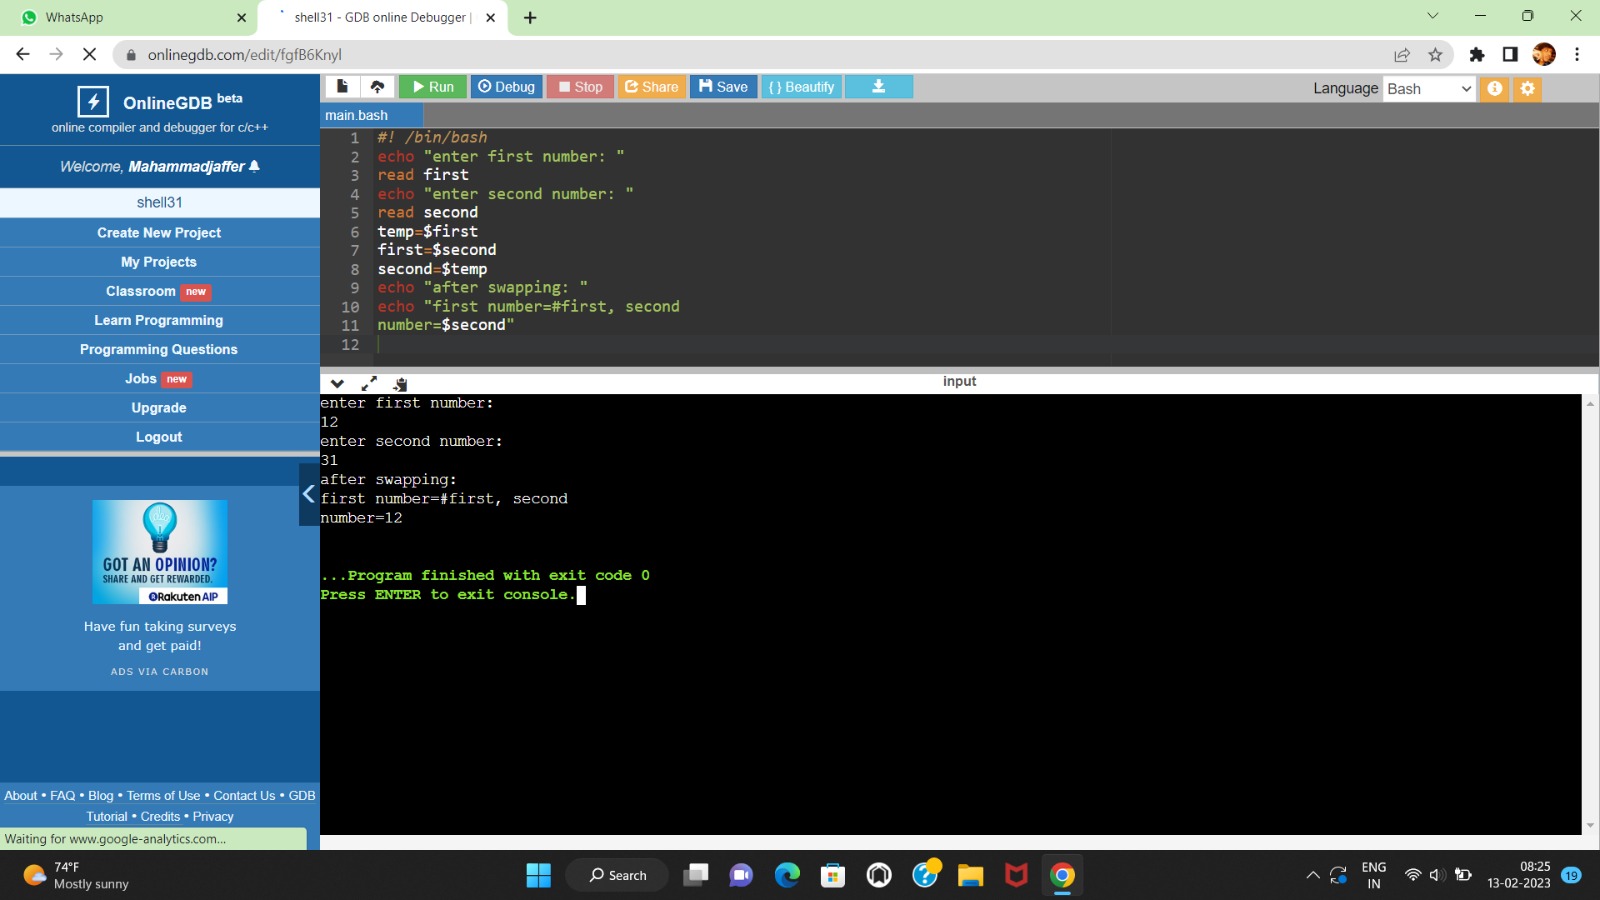 WhatsApp
shell31 - GDB online Debugger |
onlinegdb.com/edit/fgfB6Knyl
OnlineGDB beta
online compiler and debugger for c/c++
Welcome, Mahammadjaffer
shell31
Create New Project
My Projects
Classroom new
Learn Programming
Programming Questions
Jobs new
Upgrade
Logout
GOT AN OPINION?
SHARE AND GET REWARDED.
Rakuten AIP
Have fun taking surveys
and get paid!
ADS VIA CARBON
About • FAQ • Blog • Terms of Use • Contact Us • GDB
Tutorial • Credits • Privacy
Waiting for www.google-analytics.com...
Run Debug Stop Share Save { } Beautify
Language Bash
main.bash
1 #! /bin/bash
2 echo "enter first number: "
3 read first
4 echo "enter second number: "
5 read second
6 temp=$first
7 first=$second
8 second=$temp
9 echo "after swapping: "
10 echo "first number=#first, second
11 number=$second"
12
input
enter first number:
12
enter second number:
31
after swapping:
first number=#first, second
number=12
...Program finished with exit code 0
Press ENTER to exit console.
74°F
Mostly sunny
Search
ENG
IN
08:25
13-02-2023
19